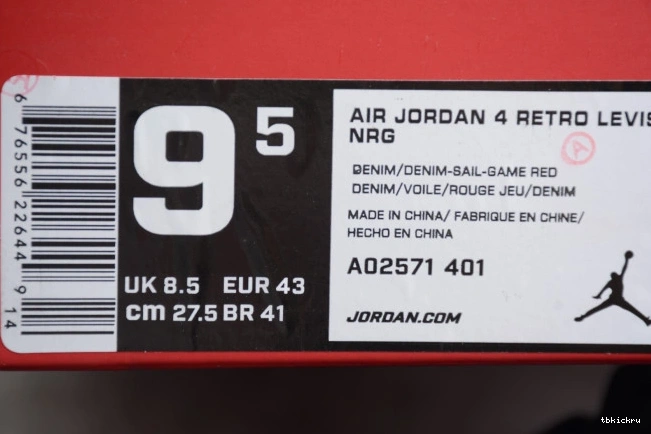 6 76556 22644 9 14
9 5
UK 8.5 EUR 43
cm 27.5 BR 41
AIR JORDAN 4 RETRO LEVIS
NRG
DENIM/DENIM-SAIL-GAME RED
DENIM/VOILE/ROUGE JEU/DENIM
MADE IN CHINA/ FABRIQUE EN CHINE/
HECHO EN CHINA
AO2571 401
JORDAN.COM
A
tbkickru